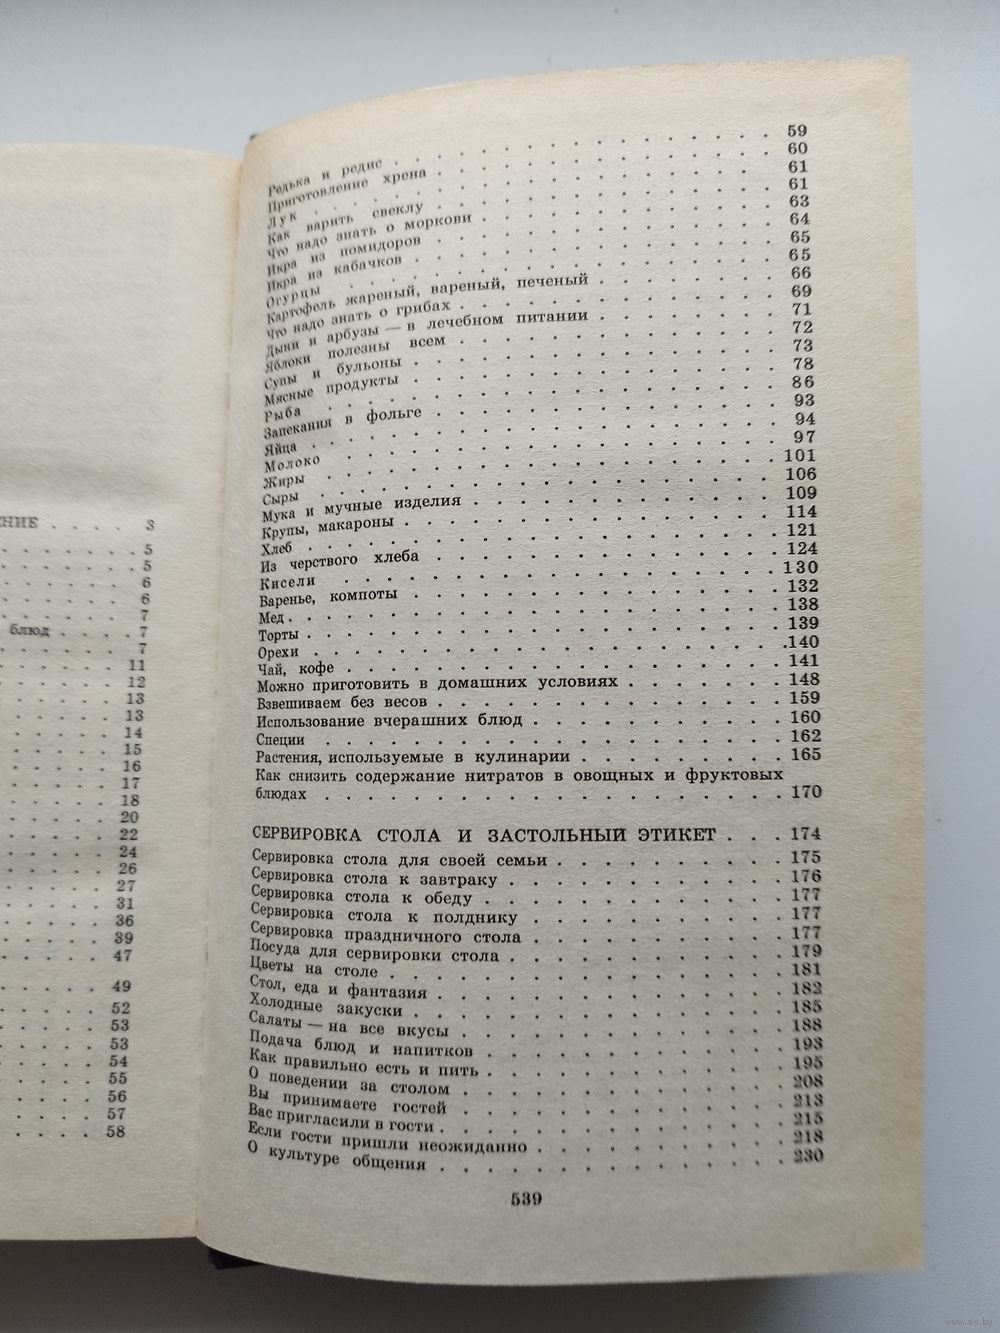 ЕНИЕ . . . . 3
5
5
6
6
7
блюд . . . . 7
7
11
12
13
13
14
15
16
17
18
20
22
24
26
27
31
36
39
47
49
52
53
53
54
55
56
57
58
Редька и редис . . . 59
Приготовление хрена . . . 60
Лук . . . 61
Как варить свеклу . . . 61
Что надо знать о моркови . . . 63
Икра из помидоров . . . 64
Икра из кабачков . . . 65
Огурцы . . . 65
Картофель жареный, вареный, печеный . . . 66
Что надо знать о грибах . . . 69
Дыни и арбузы — в лечебном питании . . . 71
Яблоки полезны всем . . . 72
Супы и бульоны . . . 73
Мясные продукты . . . 78
Рыба . . . 86
Запекания в фольге . . . 93
Яйца . . . 94
Молоко . . . 97
Жиры . . . 101
Сыры . . . 106
Мука и мучные изделия . . . 109
Крупы, макароны . . . 114
Хлеб . . . 121
Из черствого хлеба . . . 124
Кисели . . . 130
Варенье, компоты . . . 132
Мед . . . 138
Торты . . . 139
Орехи . . . 140
Чай, кофе . . . 141
Можно приготовить в домашних условиях . . . 148
Взвешиваем без весов . . . 159
Использование вчерашних блюд . . . 160
Специи . . . 162
Растения, используемые в кулинарии . . . 165
Как снизить содержание нитратов в овощных и фруктовых
блюдах . . . 170
СЕРВИРОВКА СТОЛА И ЗАСТОЛЬНЫЙ ЭТИКЕТ . . . 174
Сервировка стола для своей семьи . . . 175
Сервировка стола к завтраку . . . 176
Сервировка стола к обеду . . . 177
Сервировка стола к полднику . . . 177
Сервировка праздничного стола . . . 177
Посуда для сервировки стола . . . 179
Цветы на столе . . . 181
Стол, еда и фантазия . . . 182
Холодные закуски . . . 185
Салаты — на все вкусы . . . 188
Подача блюд и напитков . . . 193
Как правильно есть и пить . . . 195
О поведении за столом . . . 208
Вы принимаете гостей . . . 213
Вас пригласили в гости . . . 215
Если гости пришли неожиданно . . . 218
О культуре общения . . . 230
539
www.ay.by